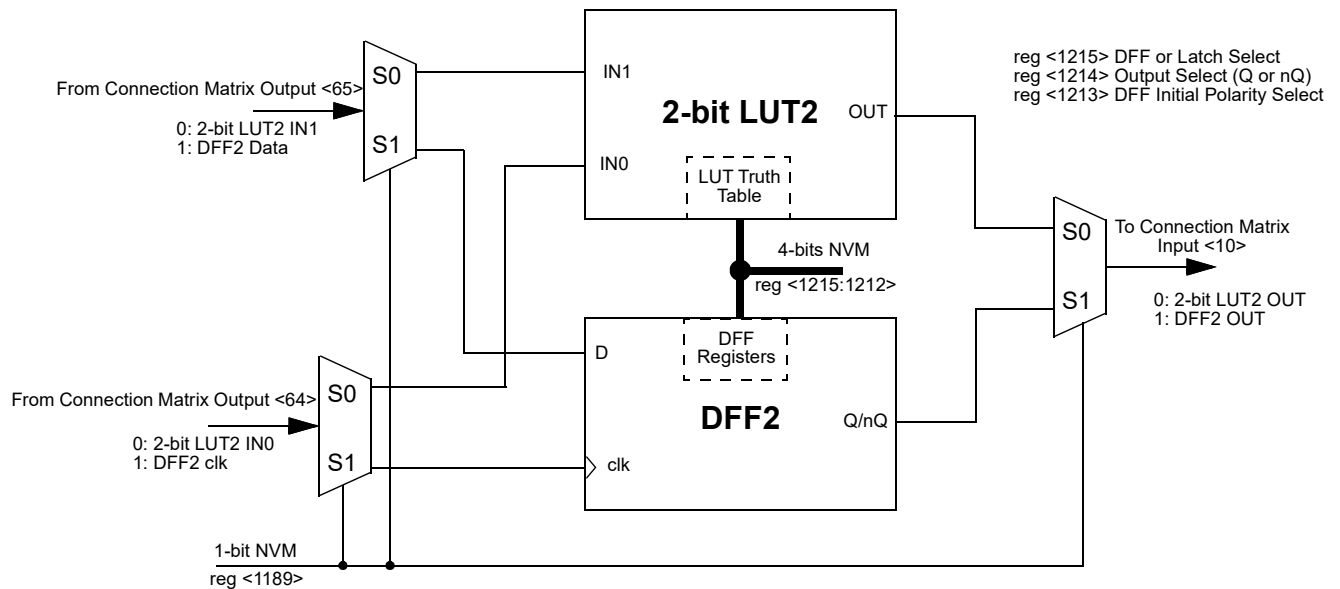 reg <1215> DFF or Latch Select
reg <1214> Output Select (Q or nQ)
reg <1213> DFF Initial Polarity Select
From Connection Matrix Output <65>
0: 2-bit LUT2 IN1
1: DFF2 Data
S0
S1
IN1
IN0
2-bit LUT2
OUT
LUT Truth
Table
4-bits NVM
reg <1215:1212>
S0
S1
To Connection Matrix
Input <10>
0: 2-bit LUT2 OUT
1: DFF2 OUT
From Connection Matrix Output <64>
0: 2-bit LUT2 IN0
1: DFF2 clk
S0
S1
D
clk
DFF
Registers
DFF2
Q/nQ
1-bit NVM
reg <1189>